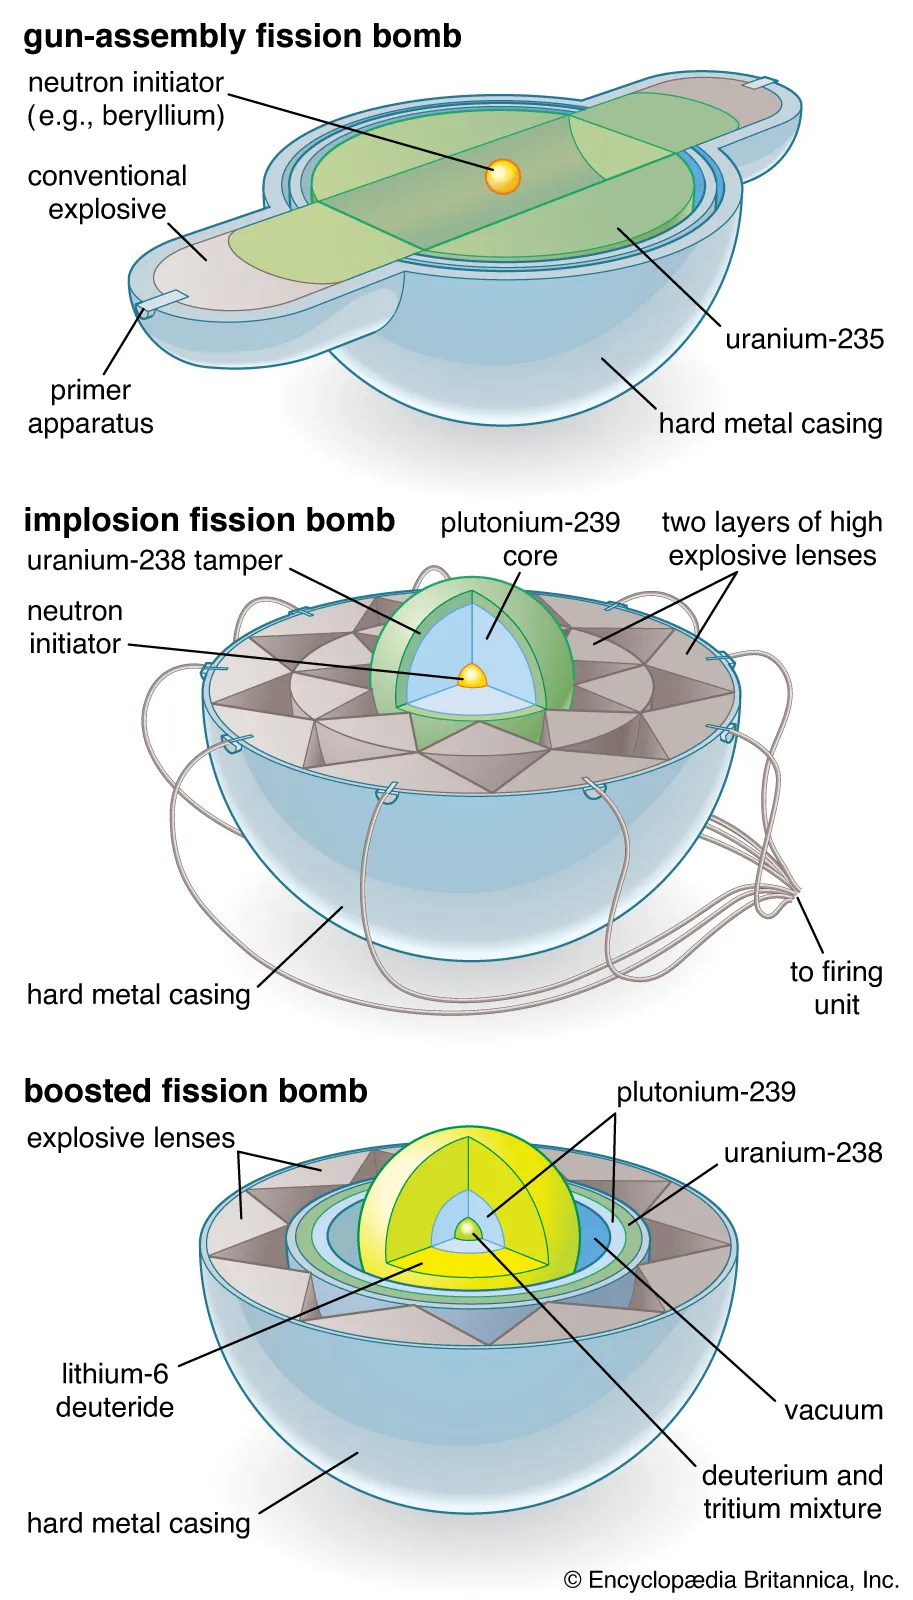 gun-assembly fission bomb
neutron initiator
(e.g., beryllium)
conventional
explosive
uranium-235
primer
apparatus
hard metal casing
implosion fission bomb
plutonium-239
core
two layers of high
explosive lenses
uranium-238 tamper
neutron
initiator
to firing
unit
hard metal casing
boosted fission bomb
plutonium-239
explosive lenses
uranium-238
lithium-6
deuteride
vacuum
deuterium and
tritium mixture
hard metal casing
© Encyclopædia Britannica, Inc.